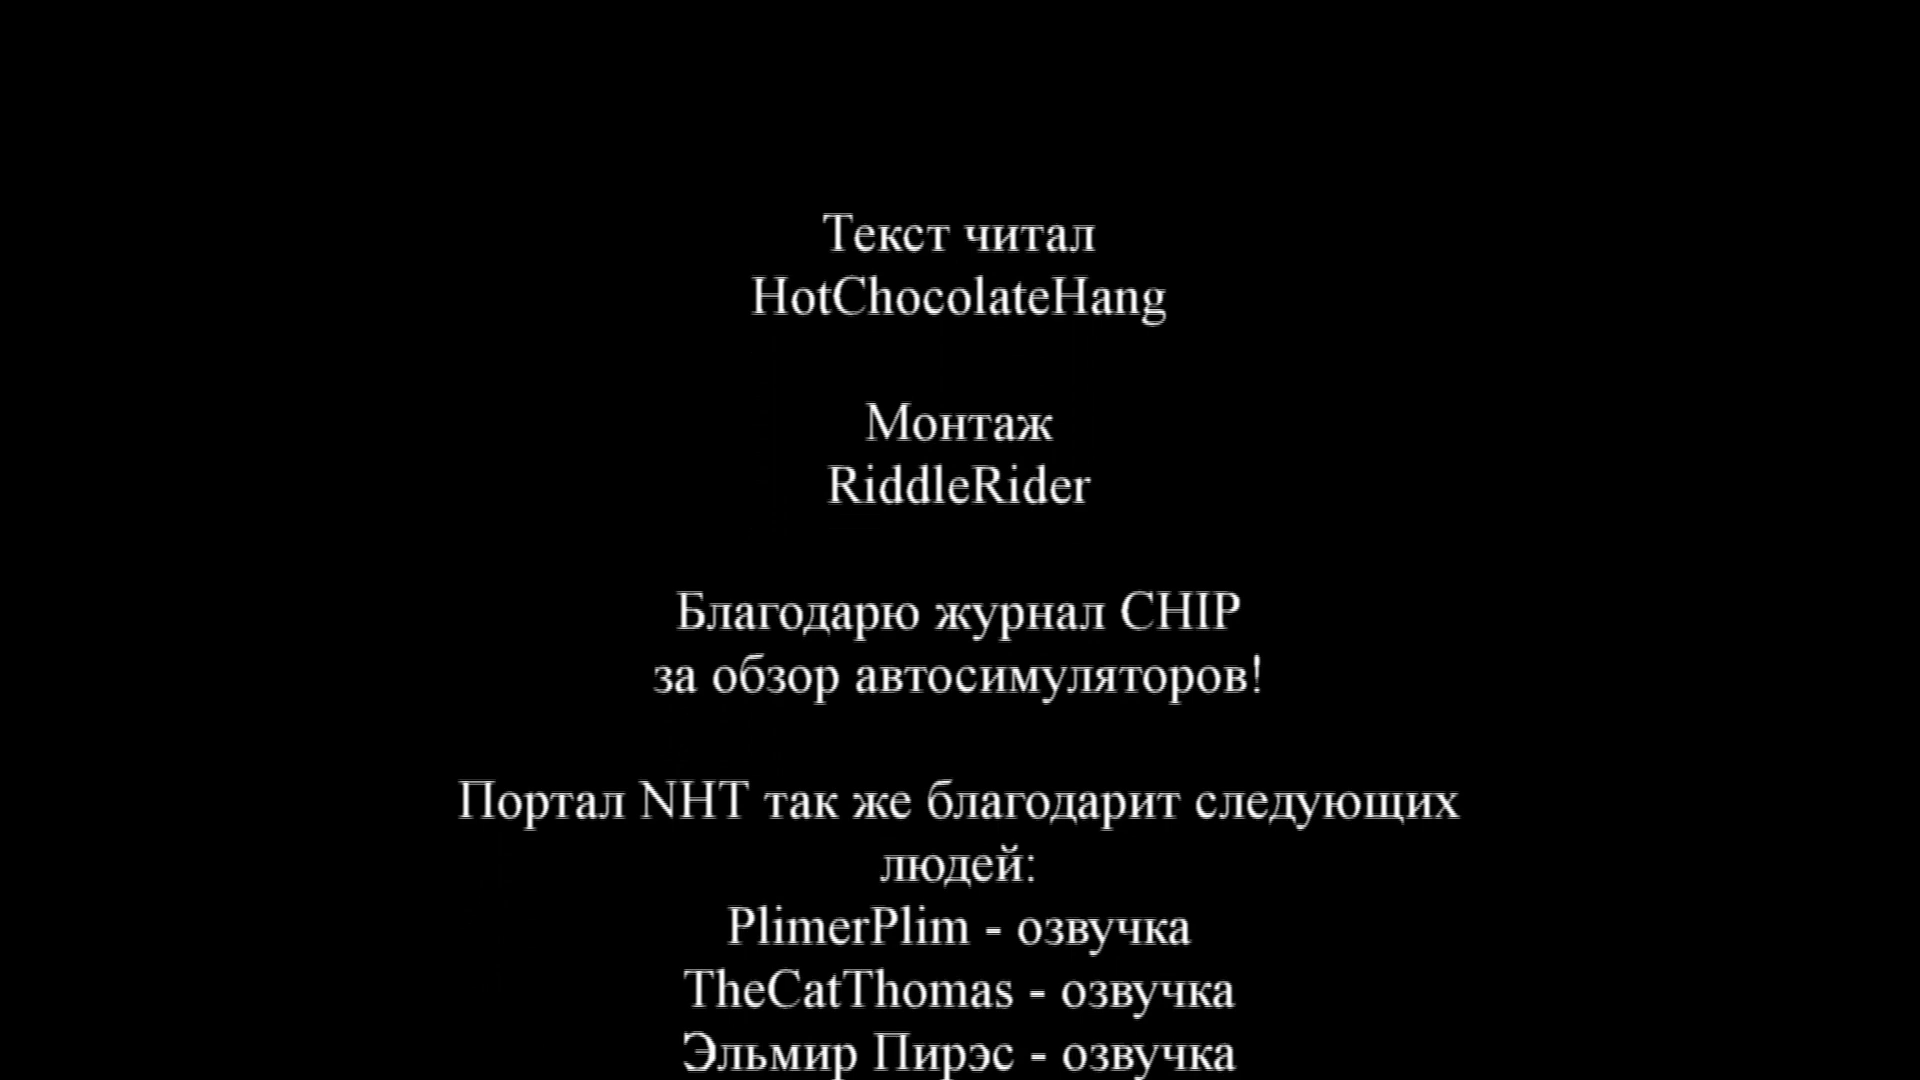 Текст читал
HotChocolateHang
Монтаж
RiddleRider
Благодарю журнал CHIP
за обзор автосимуляторов!
Портал NHT так же благодарит следующих
людей:
PlimerPlim - озвучка
TheCatThomas - озвучка
Эльмир Пирэс - озвучка